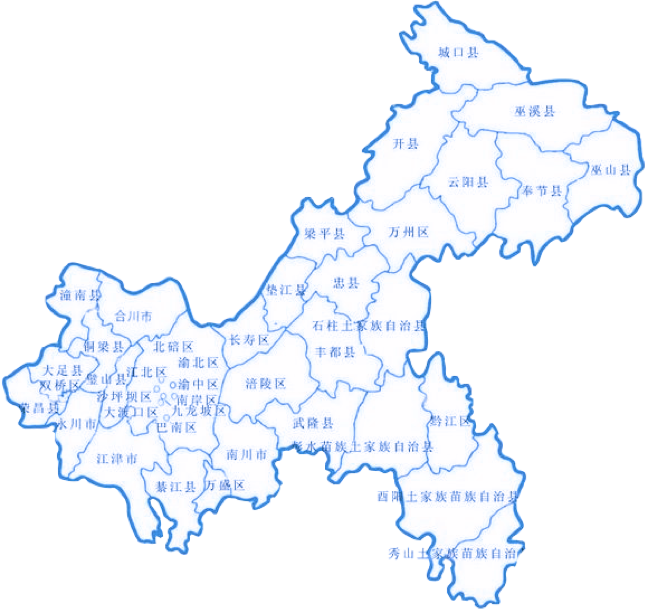 城口县
巫溪县
开县
巫山县
云阳县
奉节县
梁平县
万州区
忠县
垫江县
潼南县
合川市
石柱土家族自治县
长寿区
铜梁县
北碚区
丰都县
渝北区
大足县
江北区
璧山县
双桥区
渝中区
涪陵区
沙坪坝区
南岸区
荣昌县
大渡口区
九龙坡区
永川市
巴南区
武隆县
黔江区
彭水苗族土家族自治县
江津市
南川市
綦江县
万盛区
酉阳土家族苗族自治县
秀山土家族苗族自治